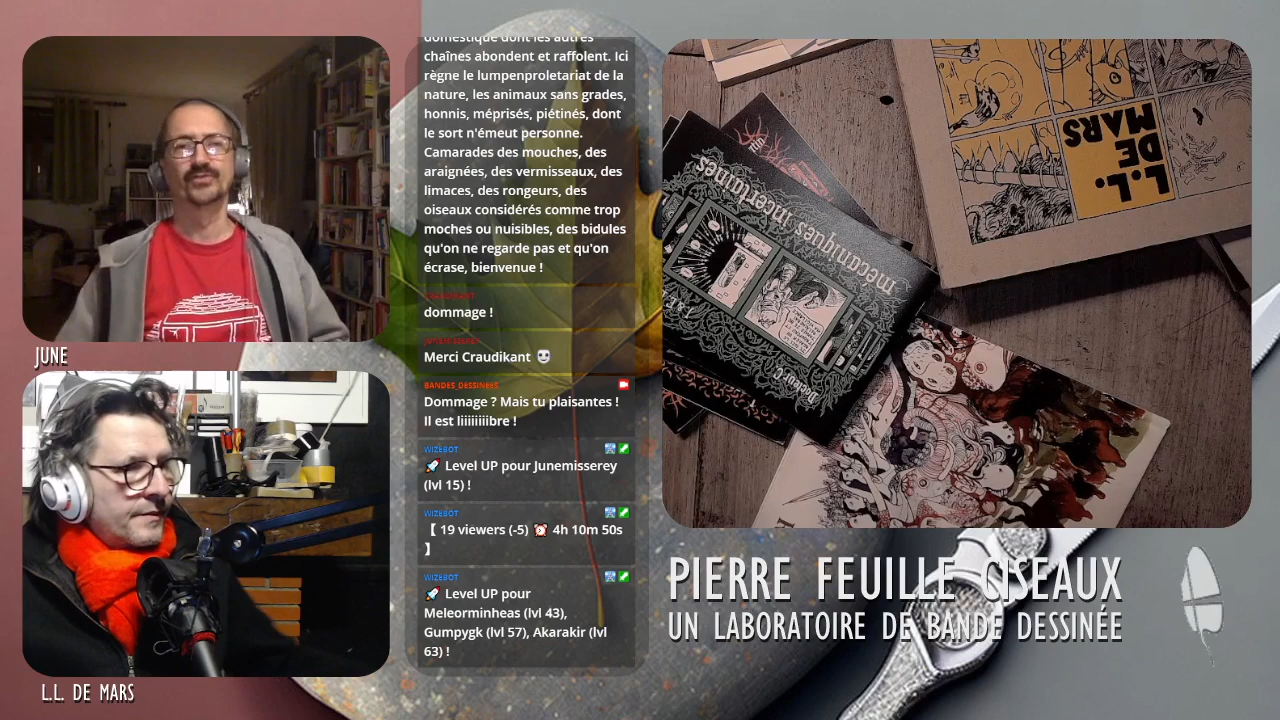 JUNE
L.L. DE MARS
domestique dont les autres
chaînes abondent et raffolent. Ici
règne le lumpenproletariat de la
nature, les animaux sans grades,
honnis, méprisés, piétinés, dont
le sort n'émeut personne.
Camarades des mouches, des
araignées, des vermisseaux, des
limaces, des rongeurs, des
oiseaux considérés comme trop
moches ou nuisibles, des bidules
qu'on ne regarde pas et qu'on
écrase, bienvenue !
dommage !
Merci Craudikant
BANDES_DESSINEES
Dommage ? Mais tu plaisantes !
Il est liiiiiiiibre !
WIZEBOT
🚀 Level UP pour Junemisserey
(lvl 15) !
WIZEBOT
【 19 viewers (-5) ⏰ 4h 10m 50s
】
WIZEBOT
🚀 Level UP pour
Meleorminheas (lvl 43),
Gumpygk (lvl 57), Akarakir (lvl
63) !
L.L.
DE
MARS
mécaniques incertaines
PIERRE FEUILLE CISEAUX
UN LABORATOIRE DE BANDE DESSINÉE